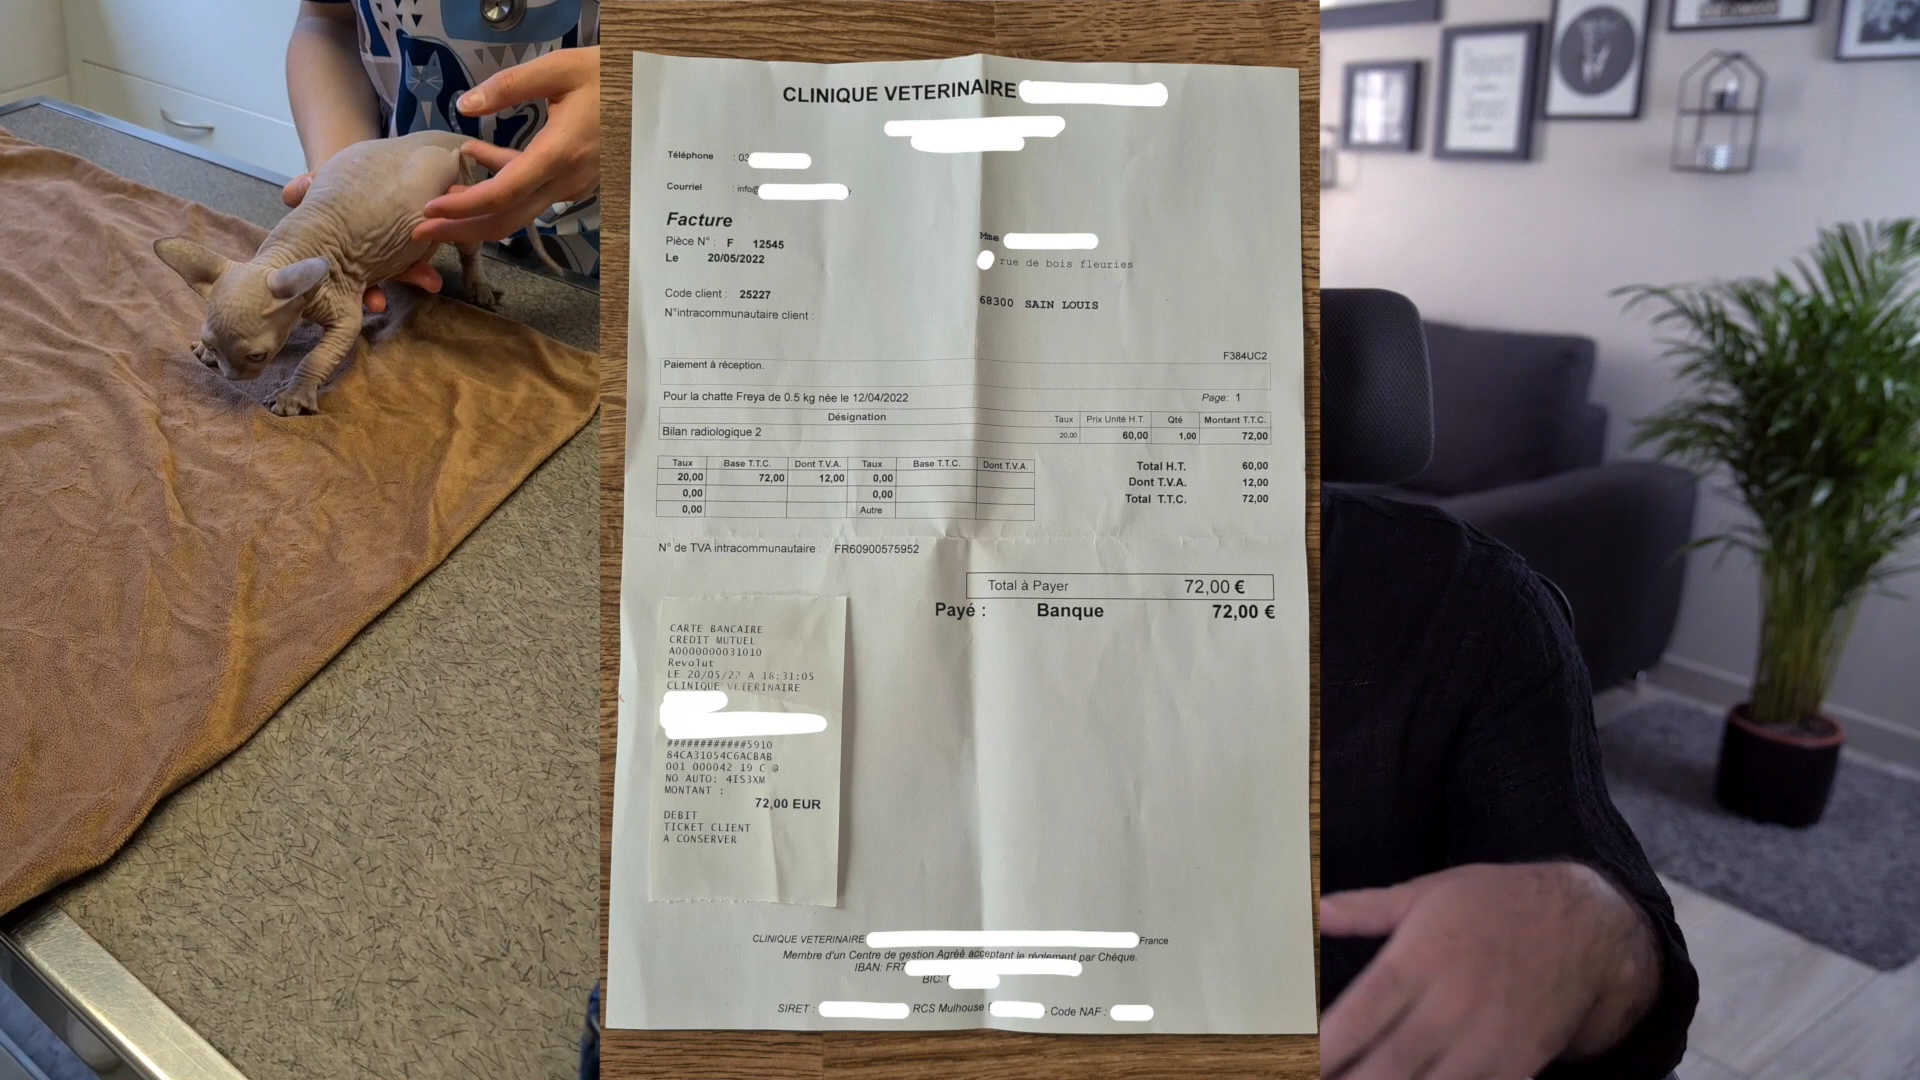 CLINIQUE VETERINAIRE
Téléphone : 03
Courriel : info@
Facture
Pièce N° : F 12545
Le 20/05/2022
Mme
rue de bois fleuries
Code client : 25227
68300 SAIN LOUIS
N°intracommunautaire client :
F384UC2
Paiement à réception.
Pour la chatte Freya de 0.5 kg née le 12/04/2022 Page: 1
Désignation Taux Prix Unité H.T. Qté Montant T.T.C.
Bilan radiologique 2 20,00 60,00 1,00 72,00
Taux Base T.T.C. Dont T.V.A. Taux Base T.T.C. Dont T.V.A.
20,00 72,00 12,00 0,00
0,00 0,00
0,00 Autre
Total H.T. 60,00
Dont T.V.A. 12,00
Total T.T.C. 72,00
N° de TVA intracommunautaire : FR60900575952
Total à Payer 72,00 €
Payé : Banque 72,00 €
CARTE BANCAIRE
CREDIT MUTUEL
A0000000031010
Revolut
LE 20/05/22 A 18:31:05
CLINIQUE VETERINAIRE
############5910
84CA31054C6ACBAB
001 000042 19 C @
NO AUTO: 4IS3XM
MONTANT :
72,00 EUR
DEBIT
TICKET CLIENT
A CONSERVER
CLINIQUE VETERINAIRE France
Membre d'un Centre de gestion Agréé acceptant le règlement par Chèque.
IBAN: FR7
BIC:
SIRET : RCS Mulhouse - Code NAF :